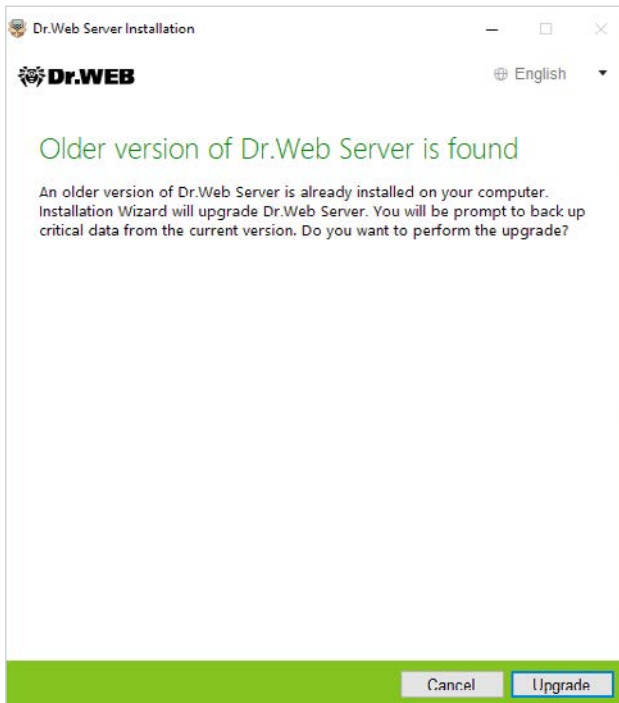 Dr.Web Server Installation
Dr.WEB
English
Older version of Dr.Web Server is found
An older version of Dr.Web Server is already installed on your computer.
Installation Wizard will upgrade Dr.Web Server. You will be prompt to back up
critical data from the current version. Do you want to perform the upgrade?
Cancel
Upgrade